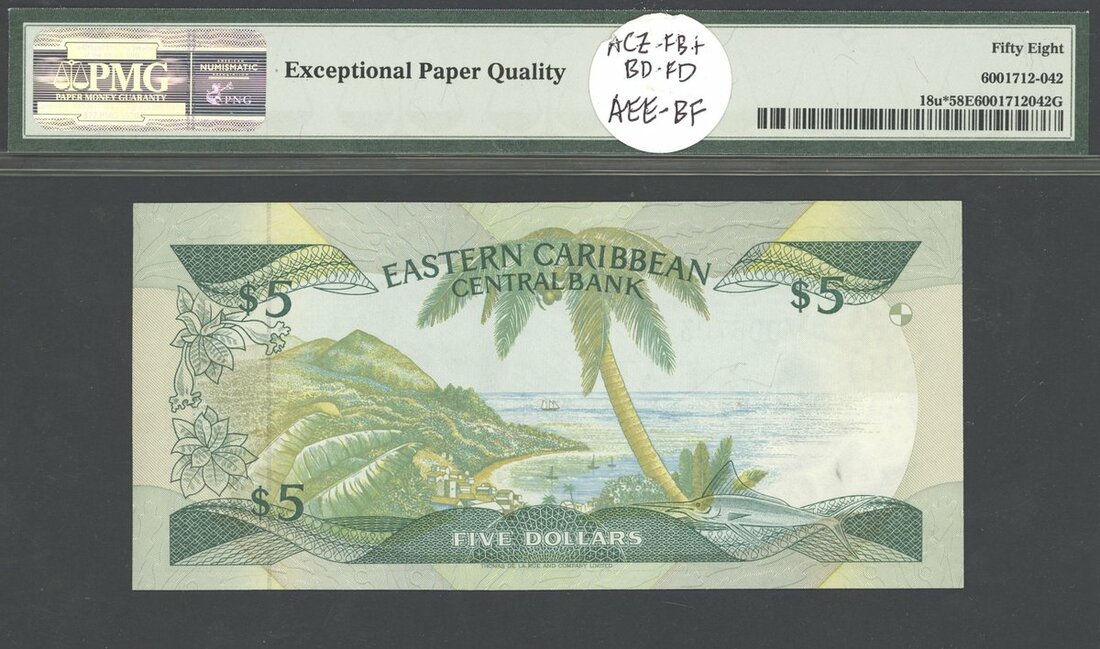 PMG
PAPER MONEY GUARANTY
AMERICAN
NUMISMATIC
ASSOCIATION
PNG
Exceptional Paper Quality
ACZ-FB+
BD-FD
AEE-BF
Fifty Eight
6001712-042
18u*58E6001712042G
EASTERN CARIBBEAN
CENTRAL BANK
$5
$5
$5
FIVE DOLLARS
THOMAS DE LA RUE AND COMPANY LIMITED